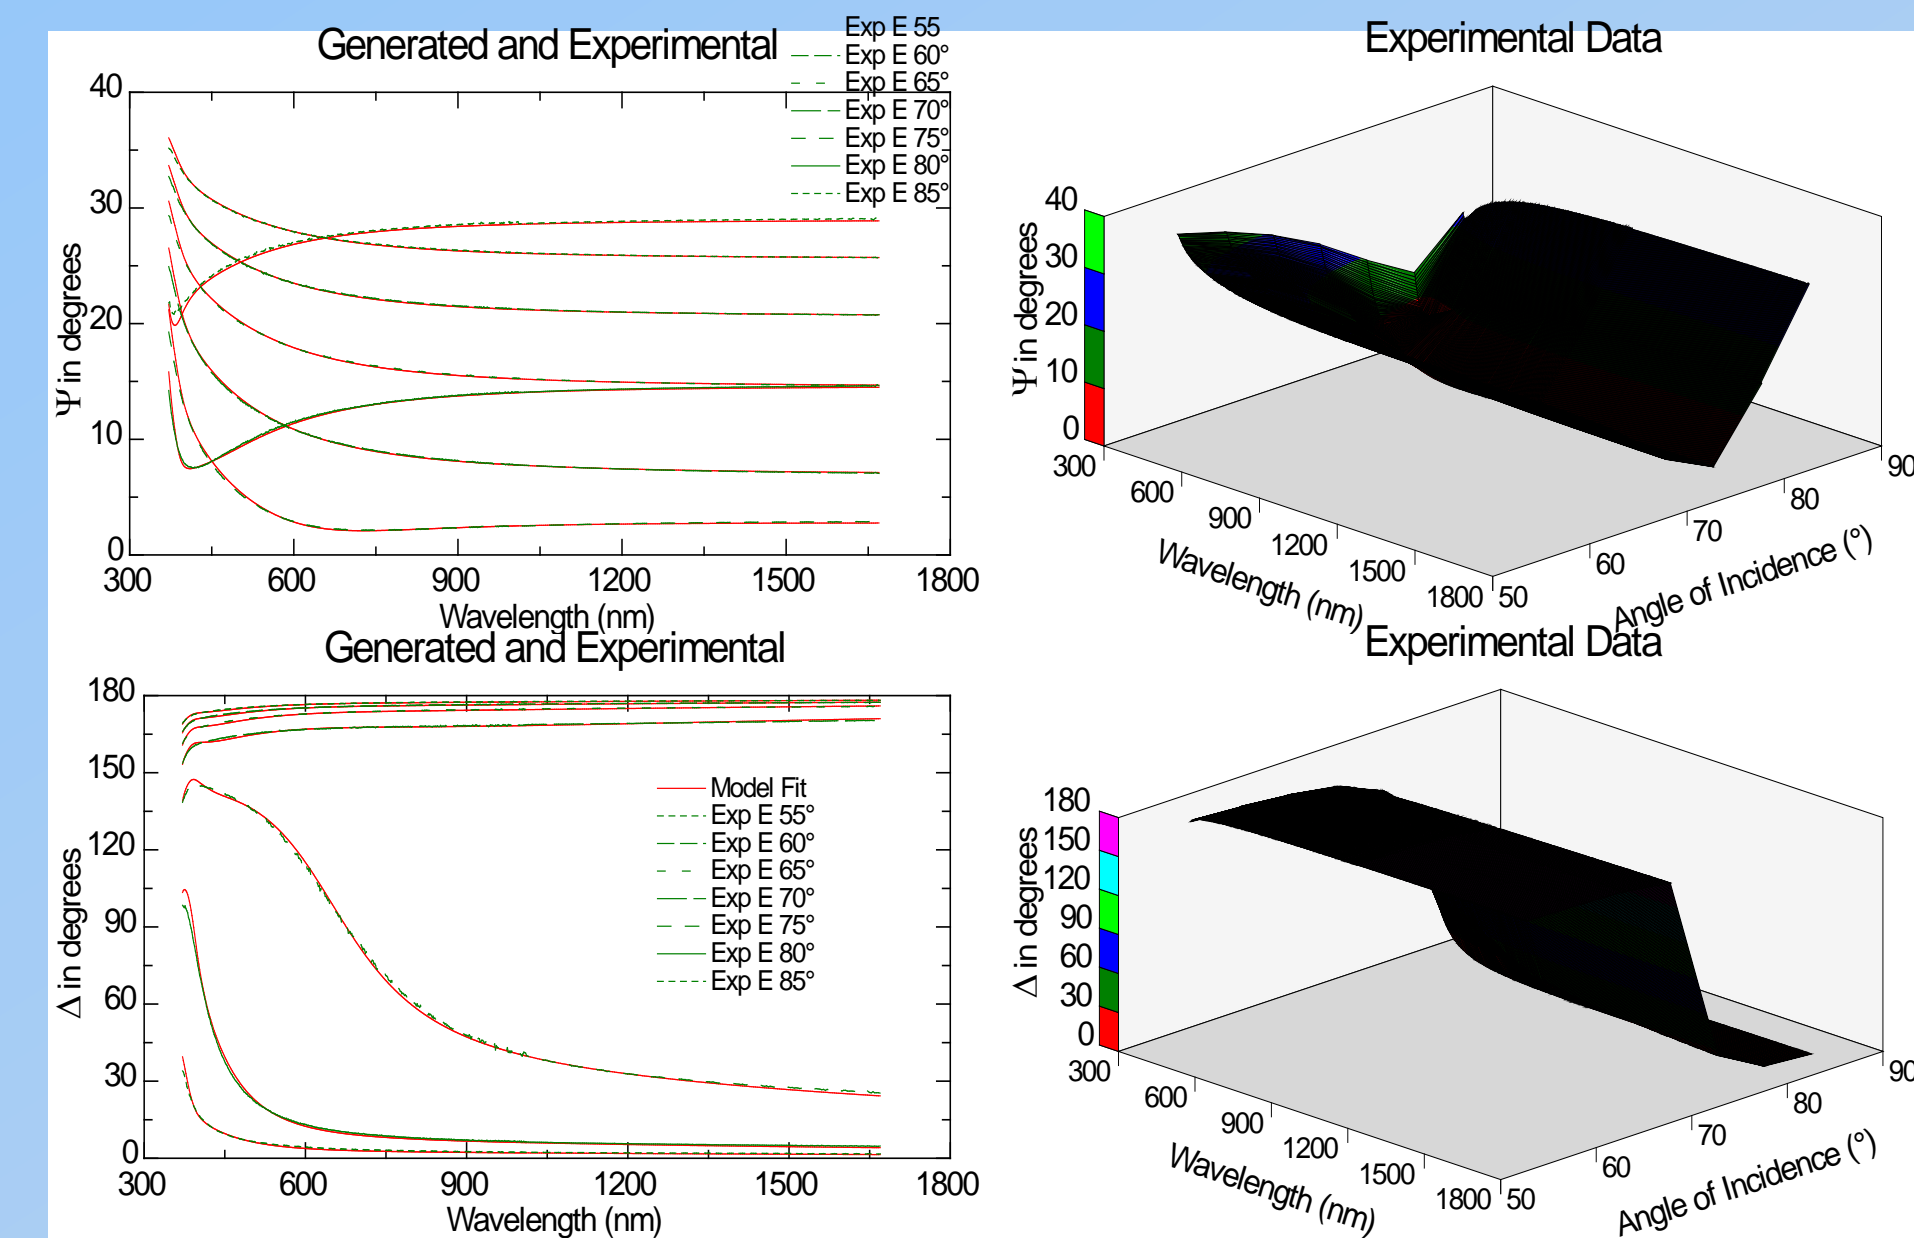 Generated and Experimental
Exp E 55
Exp E 60°
Exp E 65°
Exp E 70°
Exp E 75°
Exp E 80°
Exp E 85°
40
30
20
10
0
Ψ in degrees
300 600 900 1200 1500 1800
Wavelength (nm)
Experimental Data
40
30
20
10
0
Ψ in degrees
300
600
900
1200
1500
1800
Wavelength (nm)
50
60
70
80
90
Angle of Incidence (°)
Generated and Experimental
180
150
120
90
60
30
0
Δ in degrees
Model Fit
Exp E 55°
Exp E 60°
Exp E 65°
Exp E 70°
Exp E 75°
Exp E 80°
Exp E 85°
300 600 900 1200 1500 1800
Wavelength (nm)
Experimental Data
180
150
120
90
60
30
0
Δ in degrees
300
600
900
1200
1500
1800
Wavelength (nm)
50
60
70
80
90
Angle of Incidence (°)